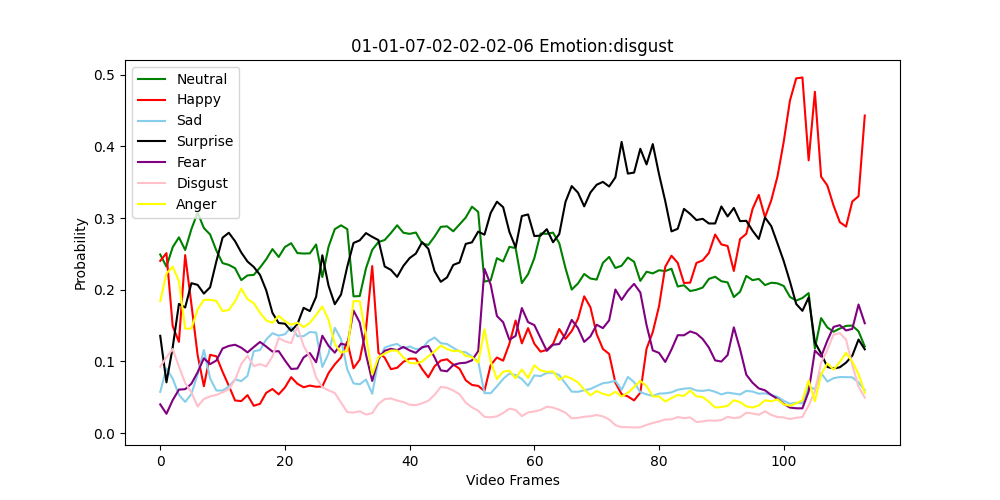 01-01-07-02-02-02-06 Emotion:disgust
Probability
0.5
0.4
0.3
0.2
0.1
0.0
Neutral
Happy
Sad
Surprise
Fear
Disgust
Anger
0 20 40 60 80 100
Video Frames